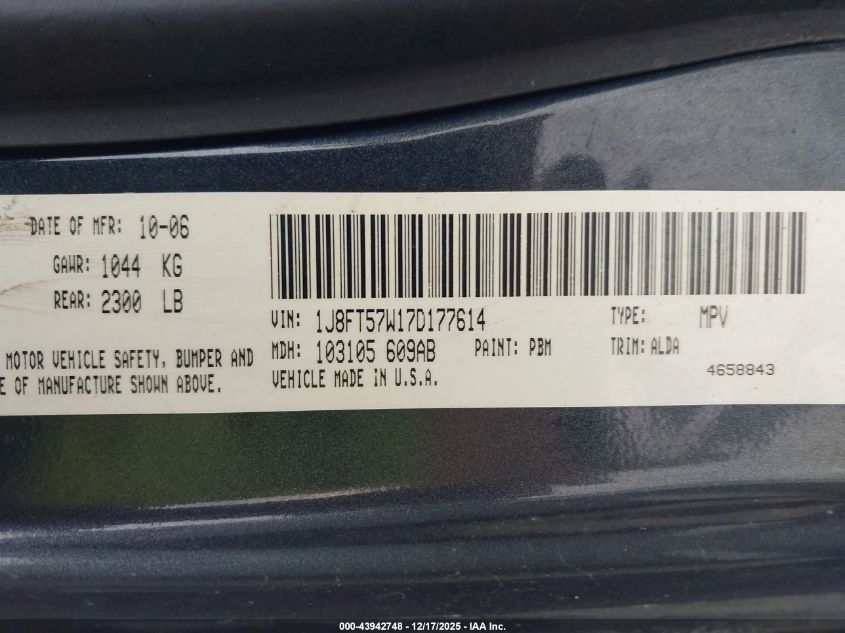 DATE OF MFR: 10-06
GAWR: 1044 KG
REAR: 2300 LB
MOTOR VEHICLE SAFETY, BUMPER AND
E OF MANUFACTURE SHOWN ABOVE.
VIN: 1J8FT57W17D177614 TYPE: MPV
MDH: 103105 609AB PAINT: PBM TRIM: ALDA
VEHICLE MADE IN U.S.A.
4658843
000-43942748 - 12/17/2025 - IAA Inc.